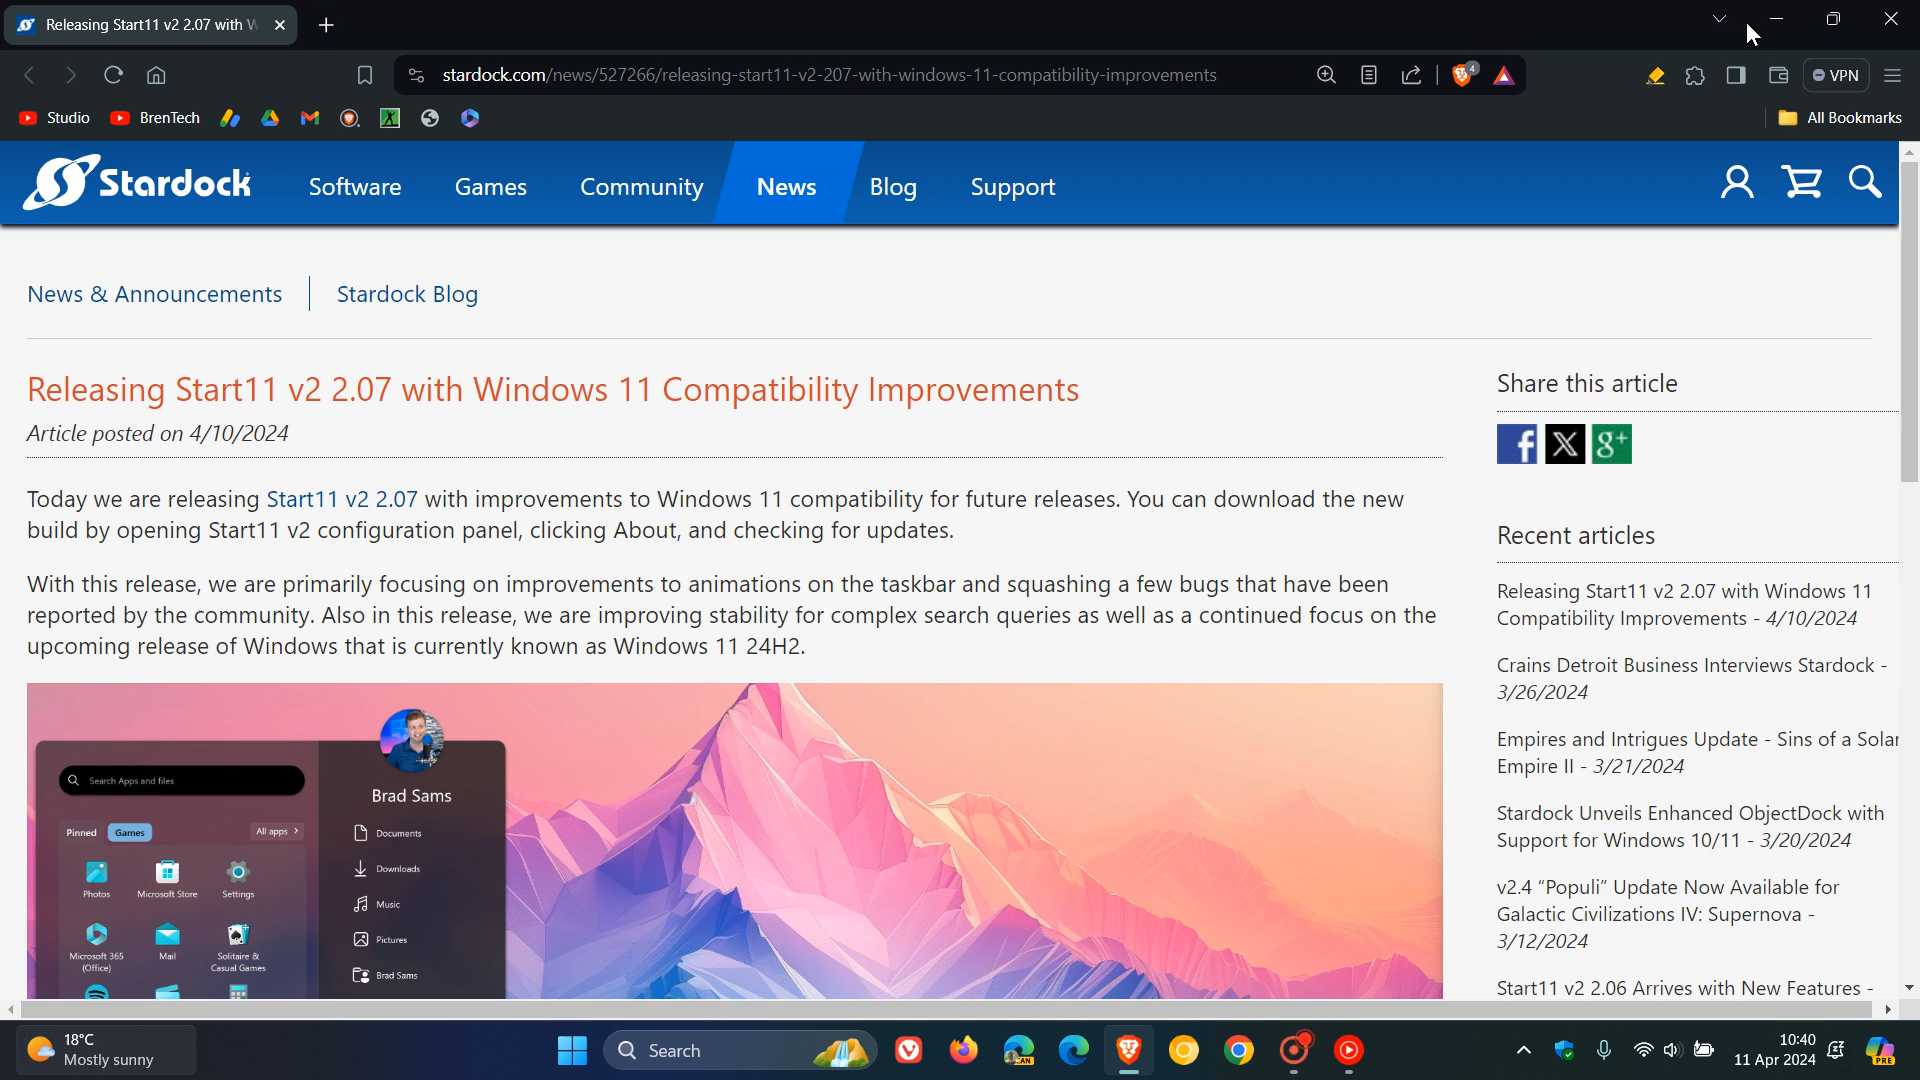 Releasing Start11 v2 2.07 with W
stardock.com/news/527266/releasing-start11-v2-207-with-windows-11-compatibility-improvements
4
VPN
Studio
BrenTech
All Bookmarks
Stardock
Software
Games
Community
News
Blog
Support
News & Announcements
Stardock Blog
Releasing Start11 v2 2.07 with Windows 11 Compatibility Improvements
Article posted on 4/10/2024
Today we are releasing Start11 v2 2.07 with improvements to Windows 11 compatibility for future releases. You can download the new
build by opening Start11 v2 configuration panel, clicking About, and checking for updates.
With this release, we are primarily focusing on improvements to animations on the taskbar and squashing a few bugs that have been
reported by the community. Also in this release, we are improving stability for complex search queries as well as a continued focus on the
upcoming release of Windows that is currently known as Windows 11 24H2.
Search Apps and files
Pinned
Games
All apps >
Photos
Microsoft Store
Settings
Microsoft 365
(Office)
Mail
Solitaire &
Casual Games
Brad Sams
Documents
Downloads
Music
Pictures
Brad Sams
Share this article
f
X
g+
Recent articles
Releasing Start11 v2 2.07 with Windows 11
Compatibility Improvements - 4/10/2024
Crains Detroit Business Interviews Stardock -
3/26/2024
Empires and Intrigues Update - Sins of a Solar
Empire II - 3/21/2024
Stardock Unveils Enhanced ObjectDock with
Support for Windows 10/11 - 3/20/2024
v2.4 “Populi” Update Now Available for
Galactic Civilizations IV: Supernova -
3/12/2024
Start11 v2 2.06 Arrives with New Features -
18°C
Mostly sunny
Search
CAN
10:40
11 Apr 2024
PRE